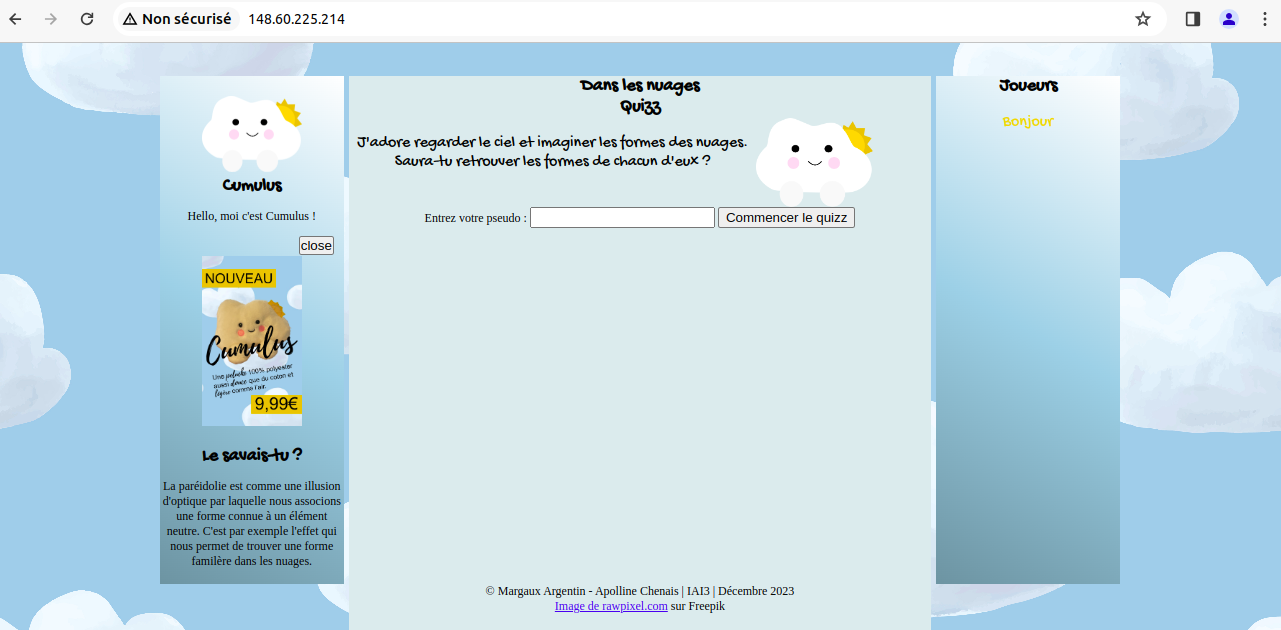 Non sécurisé 148.60.225.214
Cumulus
Hello, moi c'est Cumulus !
close
NOUVEAU
Cumulus
Une peluche 100% polyester
aussi douce que du coton et
légère comme l'air.
9,99€
Le savais-tu ?
La paréidolie est comme une illusion
d'optique par laquelle nous associons
une forme connue à un élément
neutre. C'est par exemple l'effet qui
nous permet de trouver une forme
familère dans les nuages.
Dans les nuages
Quizz
J'adore regarder le ciel et imaginer les formes des nuages.
Saura-tu retrouver les formes de chacun d'eux ?
Entrez votre pseudo : Commencer le quizz
© Margaux Argentin - Apolline Chenais | IAI3 | Décembre 2023
Image de rawpixel.com sur Freepik
Joueurs
Bonjour